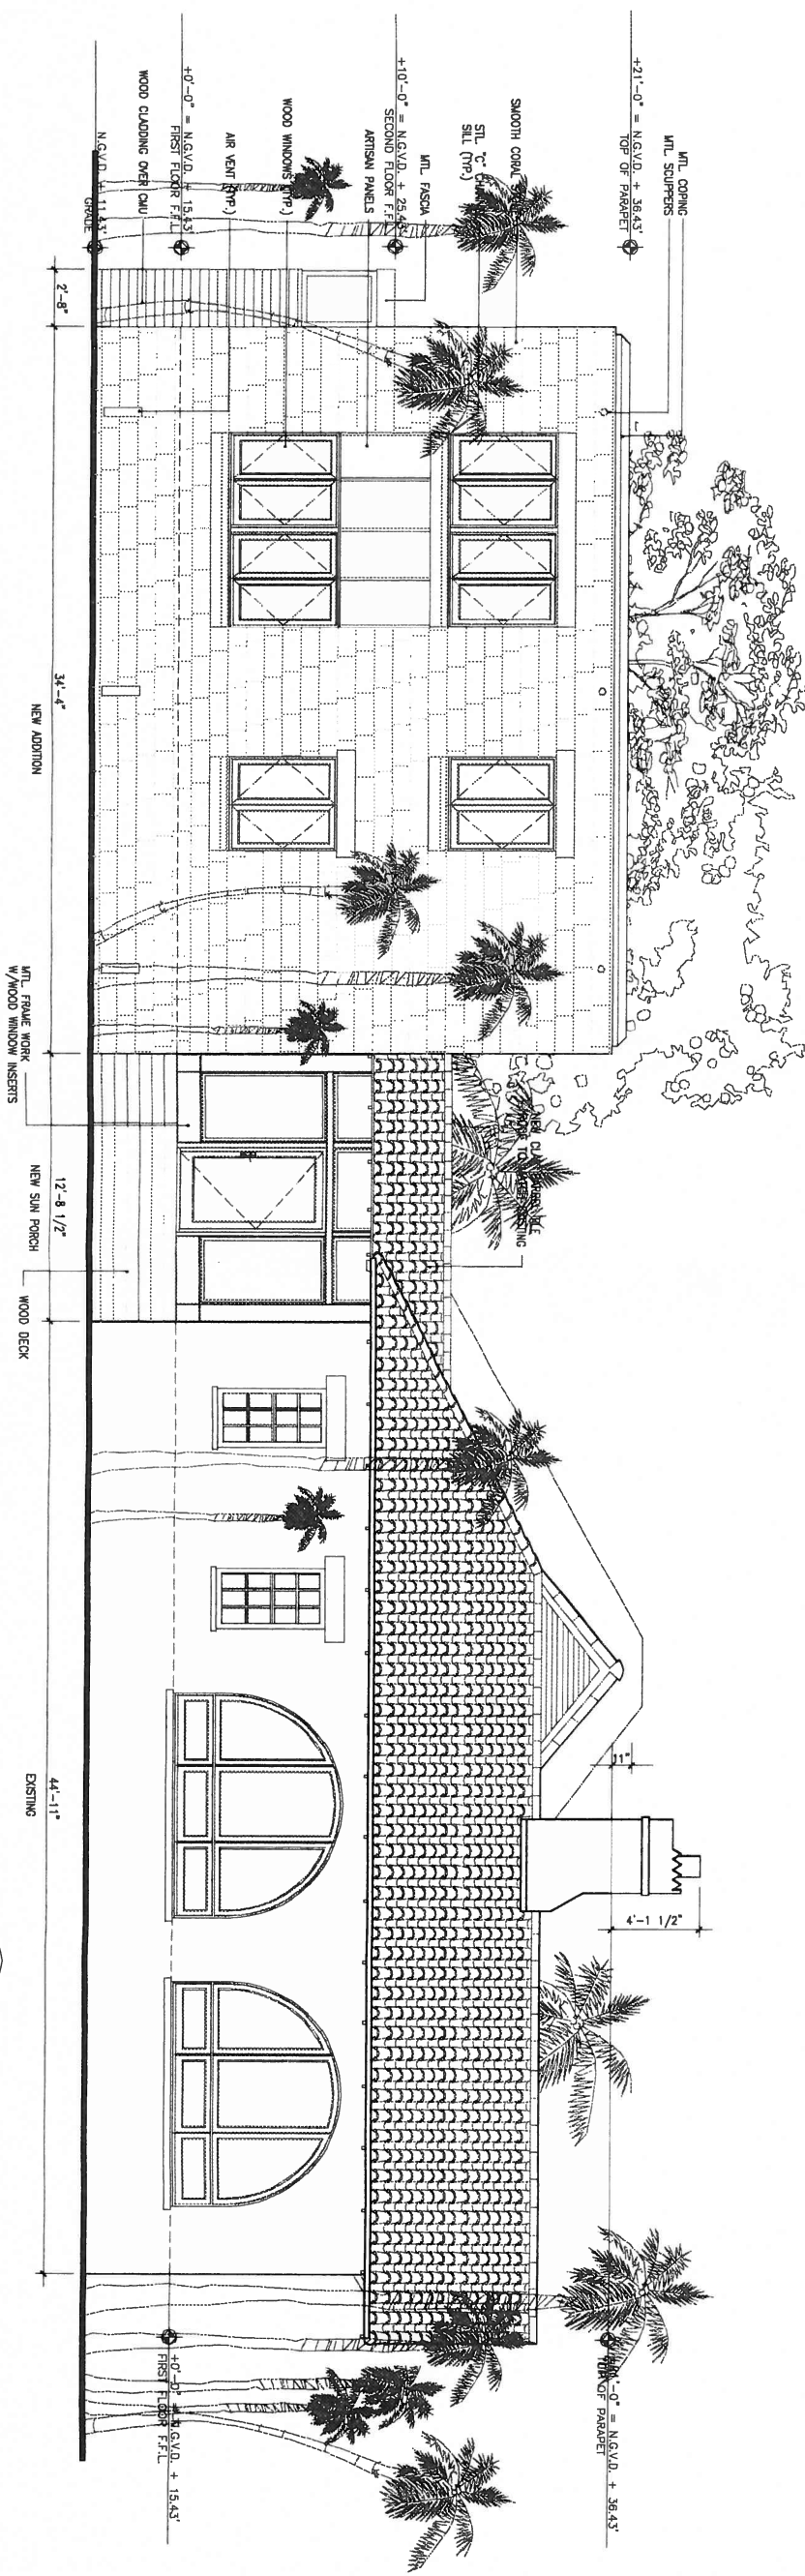 MTL COPING
MTL SCUPPERS
+21'-0" = N.G.V.D. + 36.43'
TOP OF PARAPET
SMOOTH CORAL
STL "C"
SILL (TYP.)
MTL FASCIA
+10'-0" = N.G.V.D. + 25.43'
SECOND FLOOR F.F.
ARTISAN PANELS
WOOD WINDOWS (TYP.)
AIR VENT (TYP.)
+0'-0" = N.G.V.D. + 15.43'
FIRST FLOOR F.F.L
WOOD CLADDING OVER CMU
N.G.V.D. + 11.43'
GRADE
2'-8"
34'-4"
NEW ADDITION
MTL FRAME WORK
W/WOOD WINDOW INSERTS
12'-8 1/2"
NEW SUN PORCH
WOOD DECK
NEW CLAY
TO
44'-11"
EXISTING
11"
4'-1 1/2"
'-0" = N.G.V.D. + 36.43'
TOP OF PARAPET
+0'-0" = N.G.V.D. + 15.43'
FIRST FLOOR F.F.L